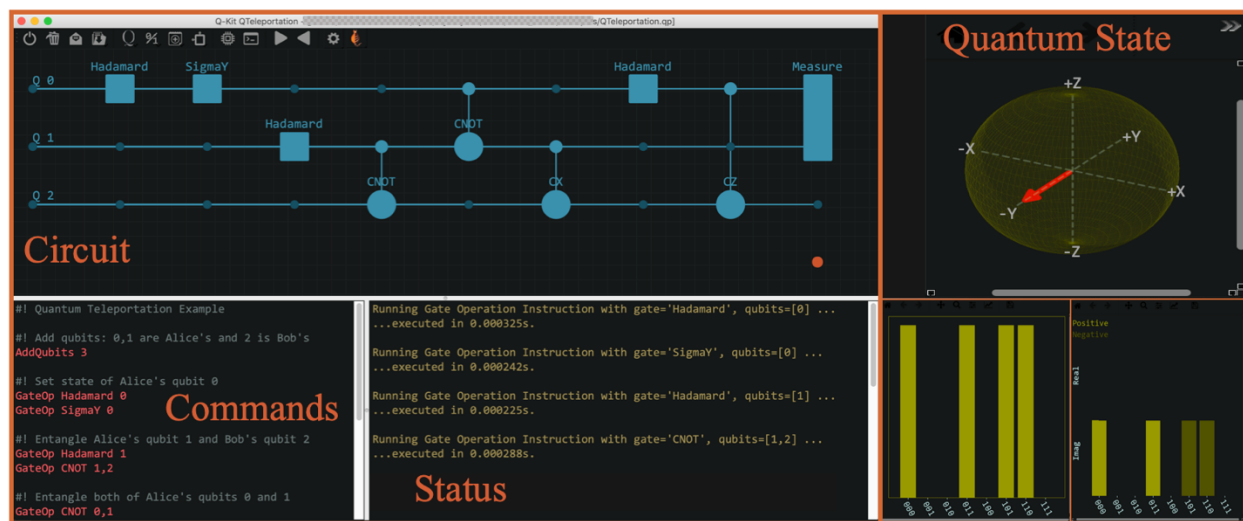 Q-Kit QTeleportation
s/QTeleportation.qp]
Quantum State
Hadamard SigmaY Hadamard Measure
Q 0
Hadamard CNOT
Q 1
CNOT CX CZ
Q 2
Circuit
+Z
+Y
-X
+X
-Y
-Z
#! Quantum Teleportation Example
#! Add qubits: 0,1 are Alice's and 2 is Bob's
AddQubits 3
#! Set state of Alice's qubit 0
GateOp Hadamard 0
GateOp SigmaY 0
Commands
#! Entangle Alice's qubit 1 and Bob's qubit 2
GateOp Hadamard 1
GateOp CNOT 1,2
#! Entangle both of Alice's qubits 0 and 1
GateOp CNOT 0,1
Running Gate Operation Instruction with gate='Hadamard', qubits=[0] ...
...executed in 0.000325s.
Running Gate Operation Instruction with gate='SigmaY', qubits=[0] ...
...executed in 0.000242s.
Running Gate Operation Instruction with gate='Hadamard', qubits=[1] ...
...executed in 0.000225s.
Running Gate Operation Instruction with gate='CNOT', qubits=[1,2] ...
...executed in 0.000288s.
Status
000 001 010 011 100 101 110 111
Positive
Negative
Real
Imag
000 001 010 011 100 101 110 111